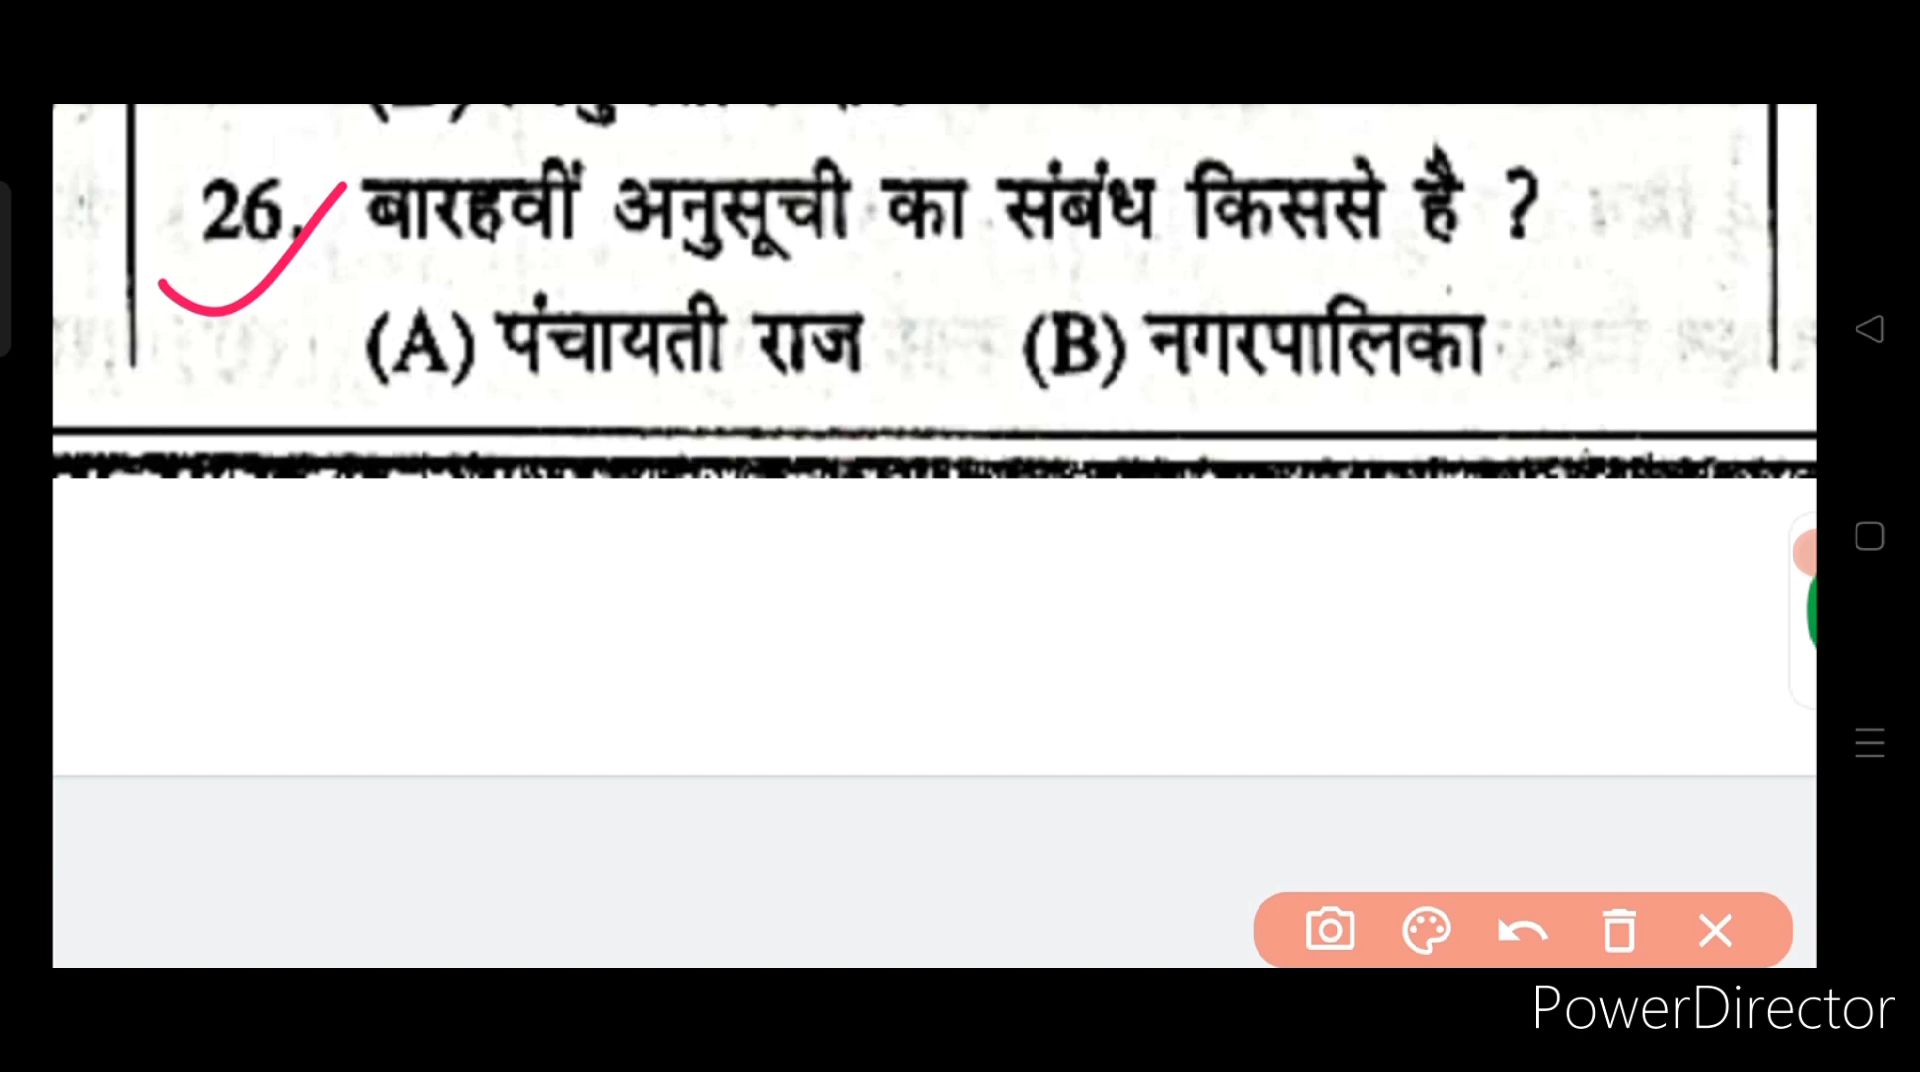 26. बारहवीं अनुसूची का संबंध किससे है ?
(A) पंचायती राज (B) नगरपालिका
PowerDirector